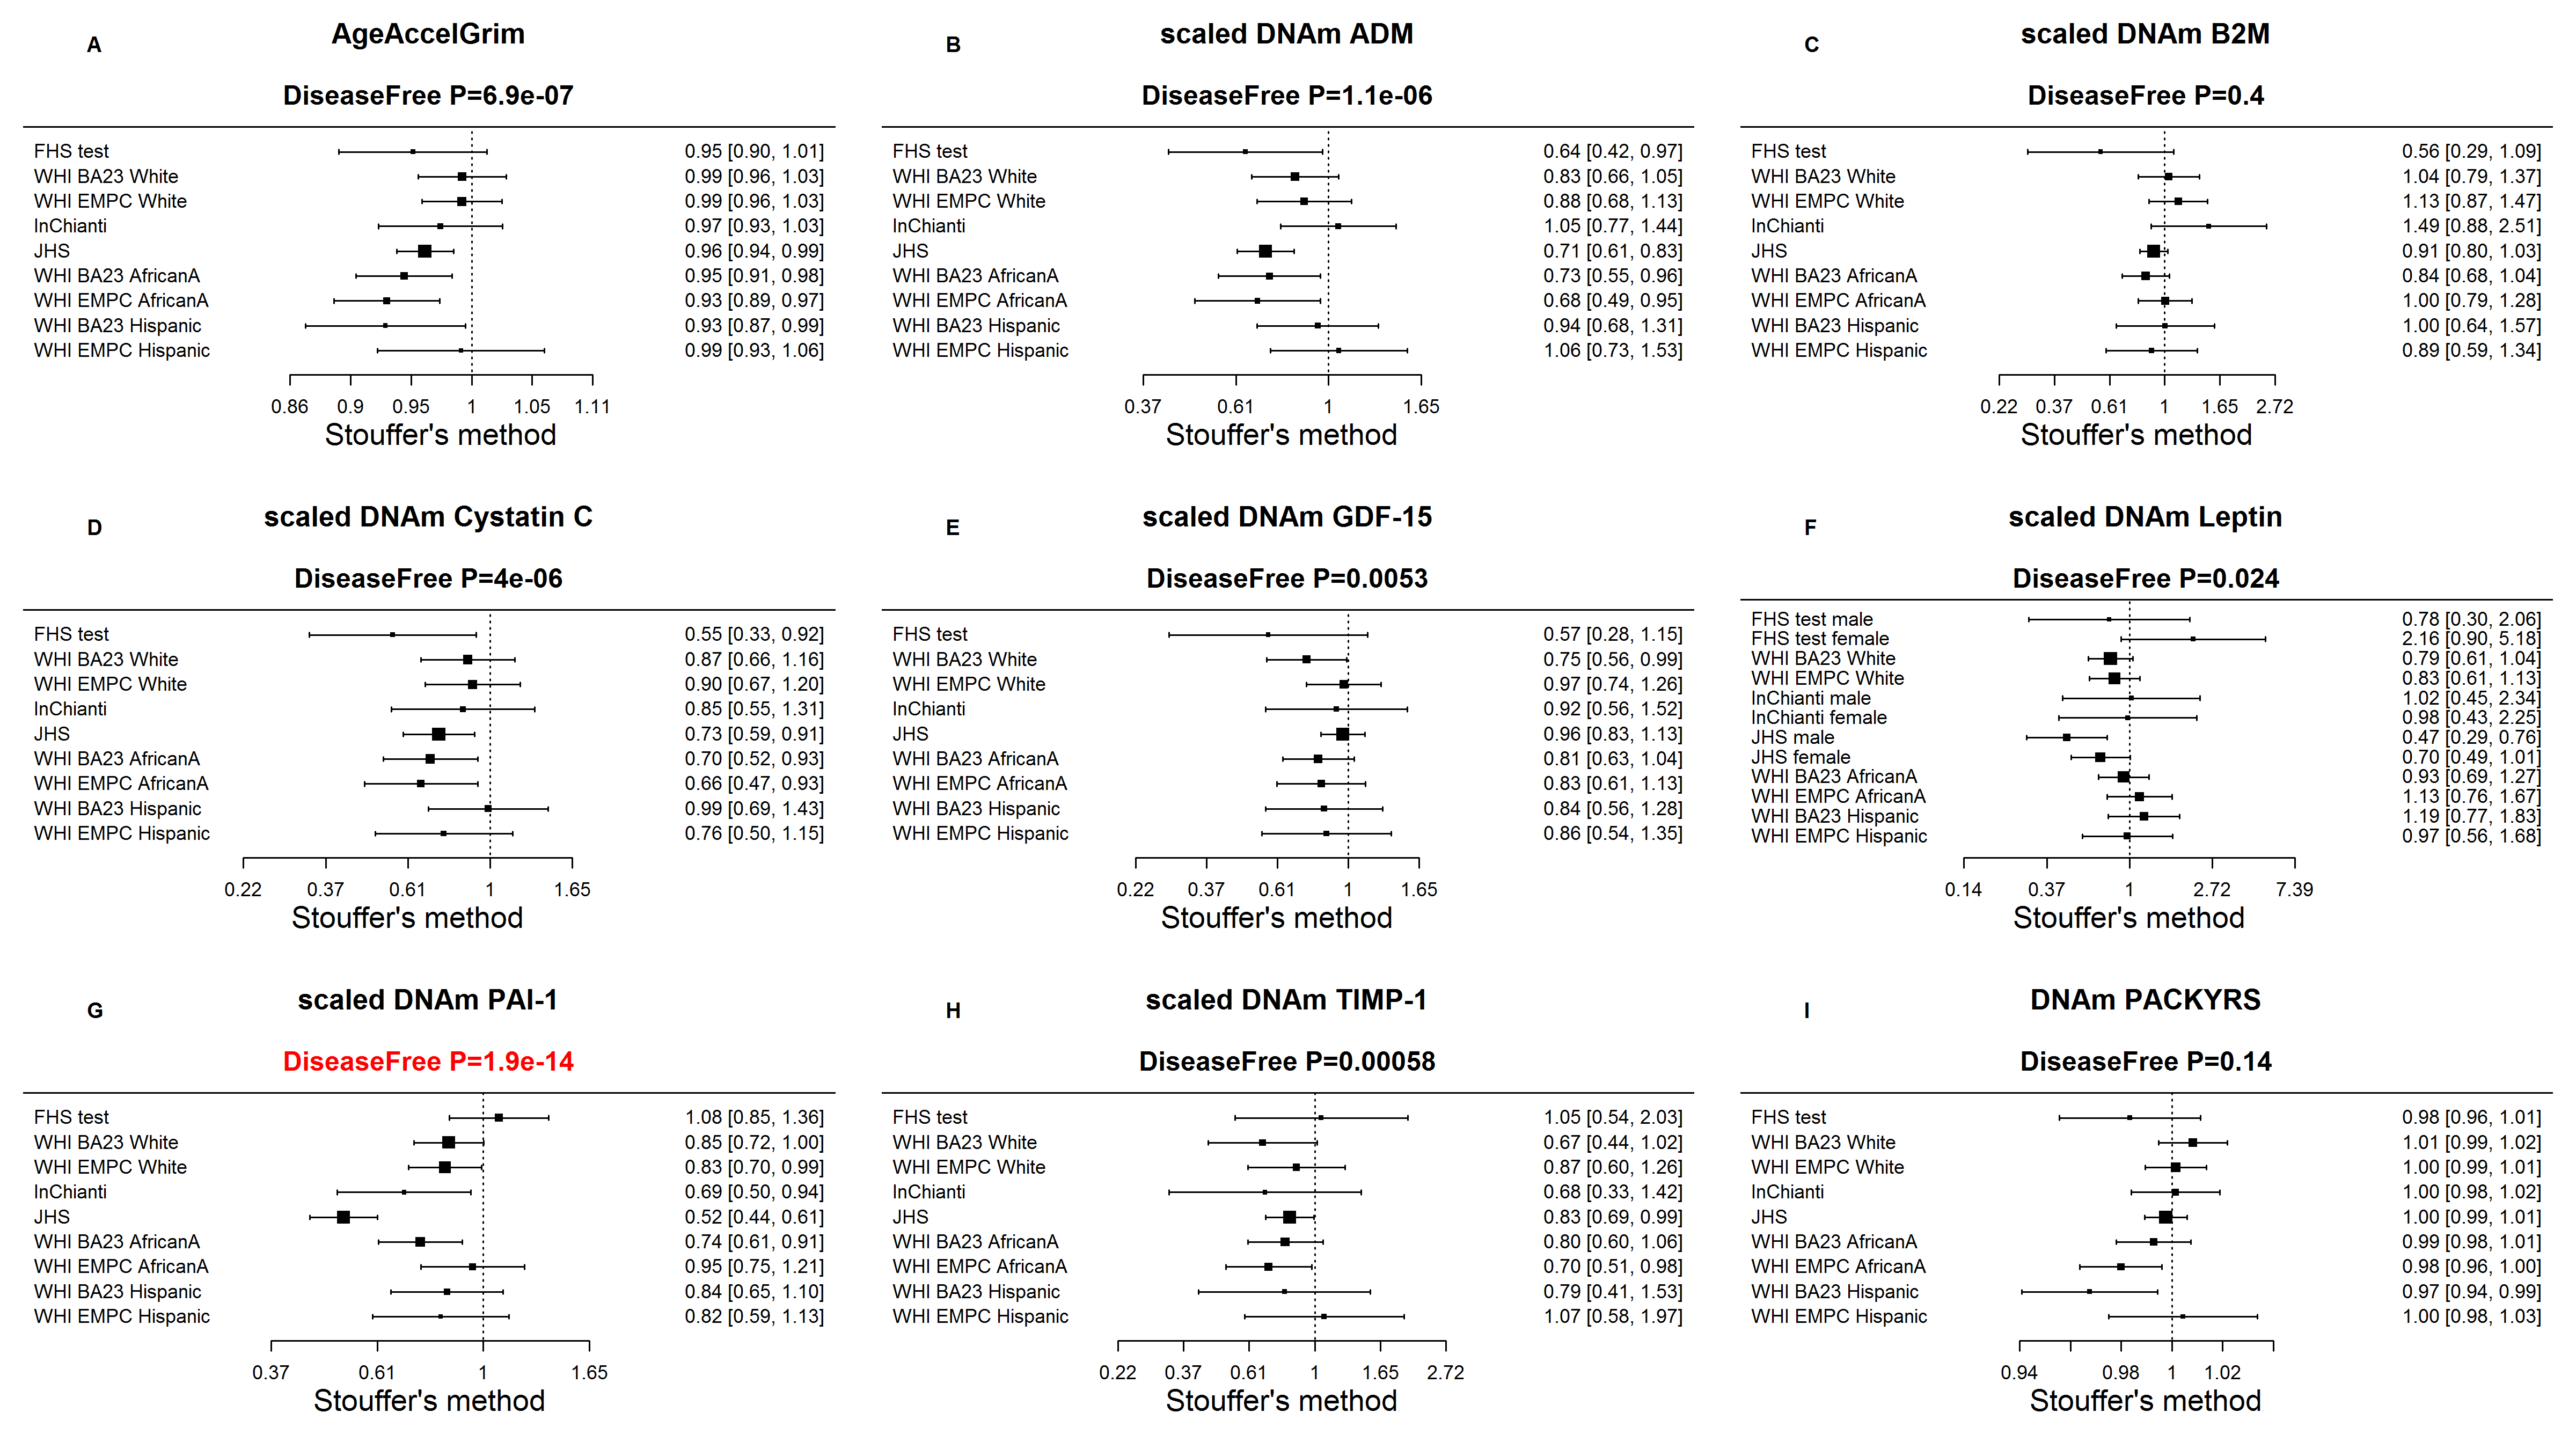 A
AgeAccelGrim
DiseaseFree P=6.9e-07
FHS test 0.95 [0.90, 1.01]
WHI BA23 White 0.99 [0.96, 1.03]
WHI EMPC White 0.99 [0.96, 1.03]
InChianti 0.97 [0.93, 1.03]
JHS 0.96 [0.94, 0.99]
WHI BA23 AfricanA 0.95 [0.91, 0.98]
WHI EMPC AfricanA 0.93 [0.89, 0.97]
WHI BA23 Hispanic 0.93 [0.87, 0.99]
WHI EMPC Hispanic 0.99 [0.93, 1.06]
0.86 0.9 0.95 1 1.05 1.11
Stouffer's method
B
scaled DNAm ADM
DiseaseFree P=1.1e-06
FHS test 0.64 [0.42, 0.97]
WHI BA23 White 0.83 [0.66, 1.05]
WHI EMPC White 0.88 [0.68, 1.13]
InChianti 1.05 [0.77, 1.44]
JHS 0.71 [0.61, 0.83]
WHI BA23 AfricanA 0.73 [0.55, 0.96]
WHI EMPC AfricanA 0.68 [0.49, 0.95]
WHI BA23 Hispanic 0.94 [0.68, 1.31]
WHI EMPC Hispanic 1.06 [0.73, 1.53]
0.37 0.61 1 1.65
Stouffer's method
C
scaled DNAm B2M
DiseaseFree P=0.4
FHS test 0.56 [0.29, 1.09]
WHI BA23 White 1.04 [0.79, 1.37]
WHI EMPC White 1.13 [0.87, 1.47]
InChianti 1.49 [0.88, 2.51]
JHS 0.91 [0.80, 1.03]
WHI BA23 AfricanA 0.84 [0.68, 1.04]
WHI EMPC AfricanA 1.00 [0.79, 1.28]
WHI BA23 Hispanic 1.00 [0.64, 1.57]
WHI EMPC Hispanic 0.89 [0.59, 1.34]
0.22 0.37 0.61 1 1.65 2.72
Stouffer's method
D
scaled DNAm Cystatin C
DiseaseFree P=4e-06
FHS test 0.55 [0.33, 0.92]
WHI BA23 White 0.87 [0.66, 1.16]
WHI EMPC White 0.90 [0.67, 1.20]
InChianti 0.85 [0.55, 1.31]
JHS 0.73 [0.59, 0.91]
WHI BA23 AfricanA 0.70 [0.52, 0.93]
WHI EMPC AfricanA 0.66 [0.47, 0.93]
WHI BA23 Hispanic 0.99 [0.69, 1.43]
WHI EMPC Hispanic 0.76 [0.50, 1.15]
0.22 0.37 0.61 1 1.65
Stouffer's method
E
scaled DNAm GDF-15
DiseaseFree P=0.0053
FHS test 0.57 [0.28, 1.15]
WHI BA23 White 0.75 [0.56, 0.99]
WHI EMPC White 0.97 [0.74, 1.26]
InChianti 0.92 [0.56, 1.52]
JHS 0.96 [0.83, 1.13]
WHI BA23 AfricanA 0.81 [0.63, 1.04]
WHI EMPC AfricanA 0.83 [0.61, 1.13]
WHI BA23 Hispanic 0.84 [0.56, 1.28]
WHI EMPC Hispanic 0.86 [0.54, 1.35]
0.22 0.37 0.61 1 1.65
Stouffer's method
F
scaled DNAm Leptin
DiseaseFree P=0.024
FHS test male 0.78 [0.30, 2.06]
FHS test female 2.16 [0.90, 5.18]
WHI BA23 White 0.79 [0.61, 1.04]
WHI EMPC White 0.83 [0.61, 1.13]
InChianti male 1.02 [0.45, 2.34]
InChianti female 0.98 [0.43, 2.25]
JHS male 0.47 [0.29, 0.76]
JHS female 0.70 [0.49, 1.01]
WHI BA23 AfricanA 0.93 [0.69, 1.27]
WHI EMPC AfricanA 1.13 [0.76, 1.67]
WHI BA23 Hispanic 1.19 [0.77, 1.83]
WHI EMPC Hispanic 0.97 [0.56, 1.68]
0.14 0.37 1 2.72 7.39
Stouffer's method
G
scaled DNAm PAI-1
DiseaseFree P=1.9e-14
FHS test 1.08 [0.85, 1.36]
WHI BA23 White 0.85 [0.72, 1.00]
WHI EMPC White 0.83 [0.70, 0.99]
InChianti 0.69 [0.50, 0.94]
JHS 0.52 [0.44, 0.61]
WHI BA23 AfricanA 0.74 [0.61, 0.91]
WHI EMPC AfricanA 0.95 [0.75, 1.21]
WHI BA23 Hispanic 0.84 [0.65, 1.10]
WHI EMPC Hispanic 0.82 [0.59, 1.13]
0.37 0.61 1 1.65
Stouffer's method
H
scaled DNAm TIMP-1
DiseaseFree P=0.00058
FHS test 1.05 [0.54, 2.03]
WHI BA23 White 0.67 [0.44, 1.02]
WHI EMPC White 0.87 [0.60, 1.26]
InChianti 0.68 [0.33, 1.42]
JHS 0.83 [0.69, 0.99]
WHI BA23 AfricanA 0.80 [0.60, 1.06]
WHI EMPC AfricanA 0.70 [0.51, 0.98]
WHI BA23 Hispanic 0.79 [0.41, 1.53]
WHI EMPC Hispanic 1.07 [0.58, 1.97]
0.22 0.37 0.61 1 1.65 2.72
Stouffer's method
I
DNAm PACKYRS
DiseaseFree P=0.14
FHS test 0.98 [0.96, 1.01]
WHI BA23 White 1.01 [0.99, 1.02]
WHI EMPC White 1.00 [0.99, 1.01]
InChianti 1.00 [0.98, 1.02]
JHS 1.00 [0.99, 1.01]
WHI BA23 AfricanA 0.99 [0.98, 1.01]
WHI EMPC AfricanA 0.98 [0.96, 1.00]
WHI BA23 Hispanic 0.97 [0.94, 0.99]
WHI EMPC Hispanic 1.00 [0.98, 1.03]
0.94 0.98 1 1.02
Stouffer's method